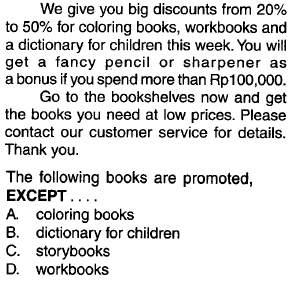 We give you big discounts from 20%
to 50% for coloring books, workbooks and
a dictionary for children this week. You will
get a fancy pencil or sharpener as
a bonus if you spend more than Rp100,000.
Go to the bookshelves now and get
the books you need at low prices. Please
contact our customer service for details.
Thank you.
The following books are promoted,
EXCEPT ....
A. coloring books
B. dictionary for children
C. storybooks
D. workbooks